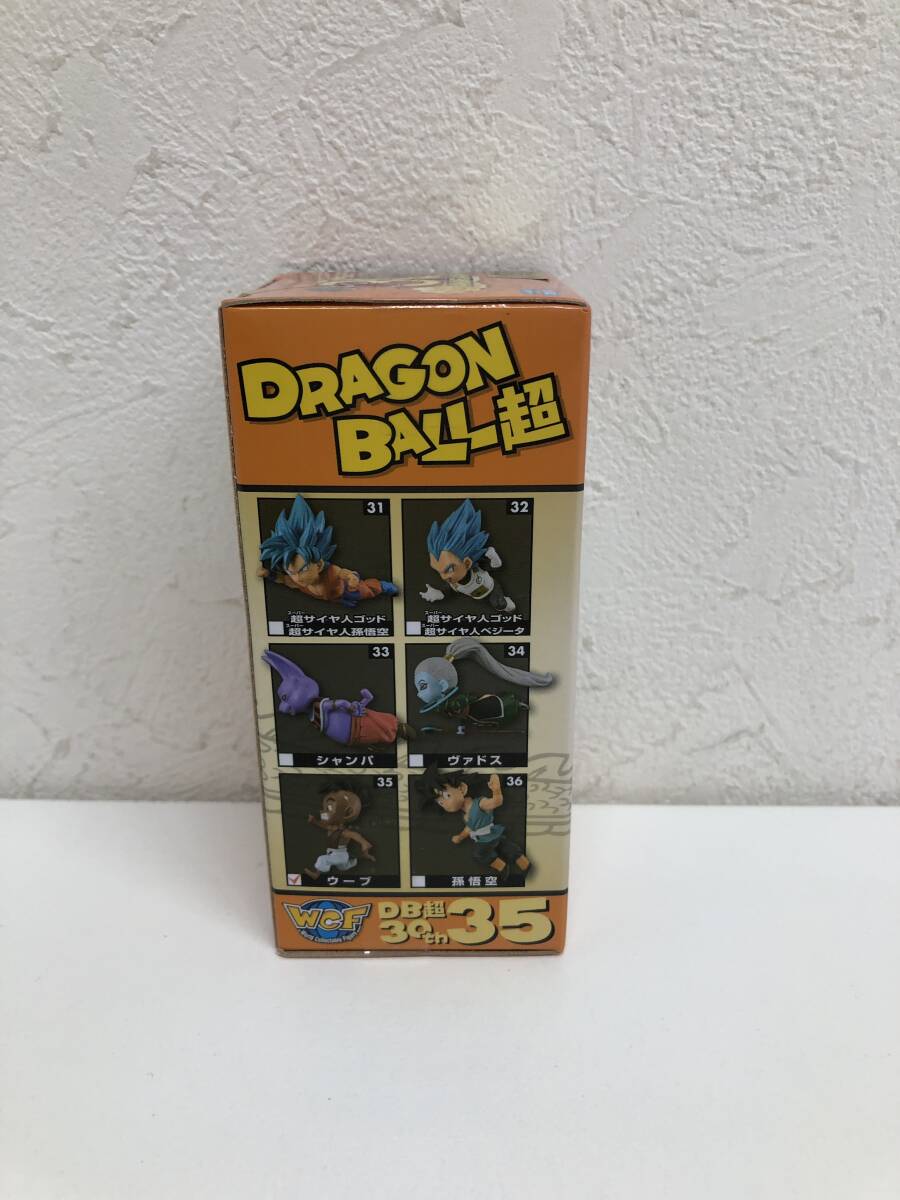 DRAGON
BALL超
31
スーパー
超サイヤ人ゴッド
スーパー
超サイヤ人孫悟空
32
スーパー
超サイヤ人ゴッド
スーパー
超サイヤ人ベジータ
33
シャンパ
34
ヴァドス
35
ウーブ
36
孫悟空
WCF
World Collectable Figure
DB超
30th
35